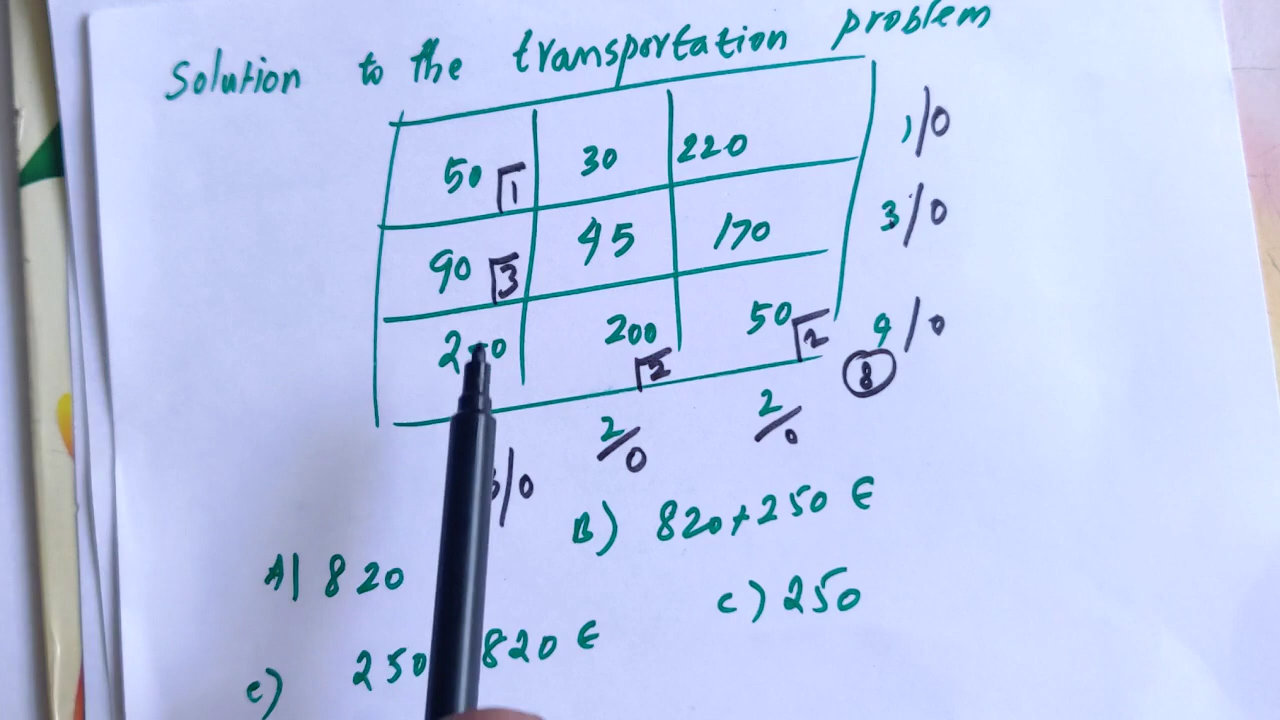 Solution to the transportation problem
50 1 30 220 1/0
90 3 45 170 3/0
200 2 50 2 4/0
8
2/0 2/0
/0
B) 820+250 €
A) 820
C) 250
c) 250 820 €